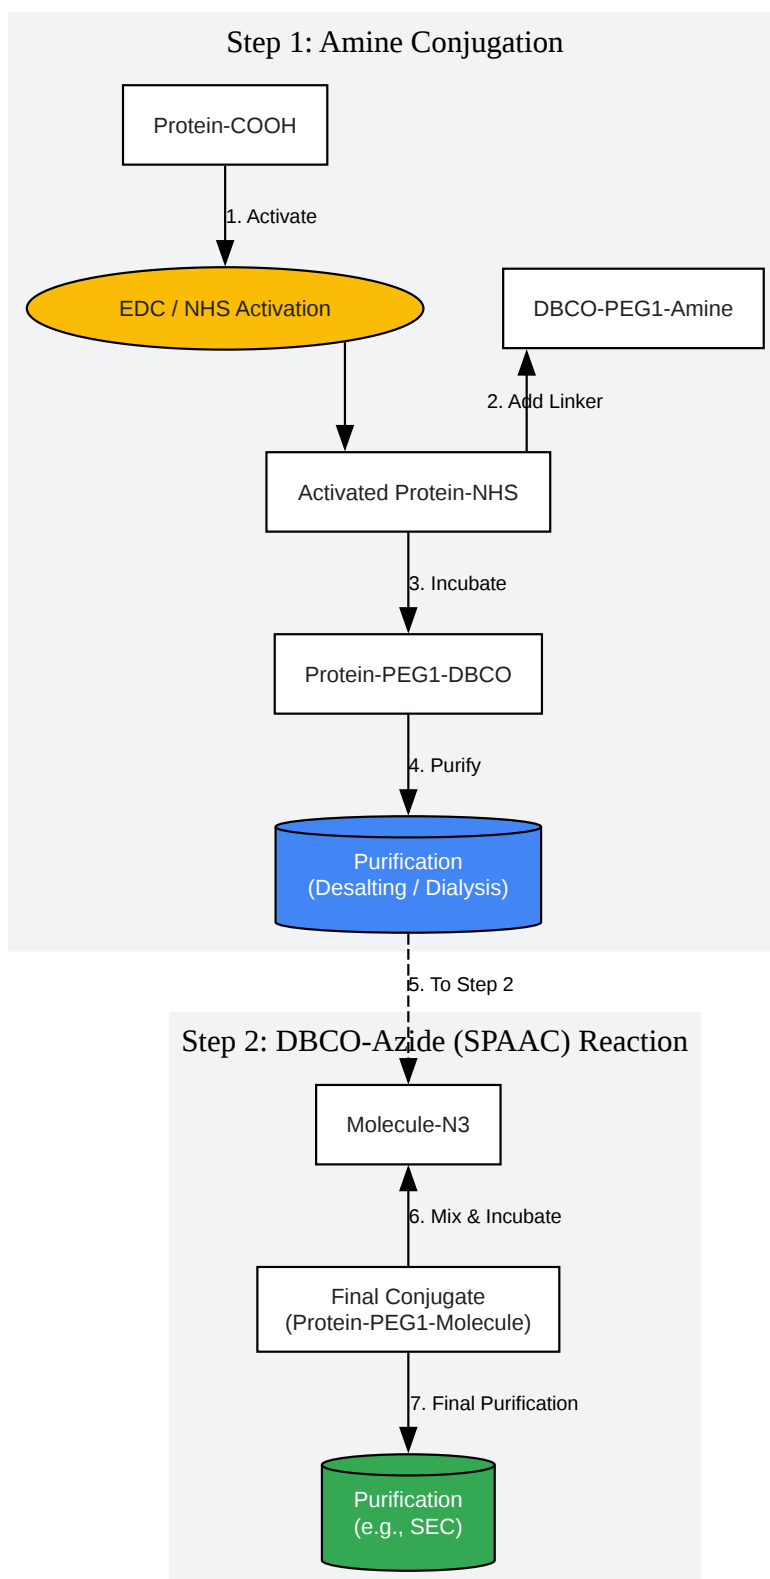 Step 1: Amine Conjugation
Protein-COOH
1. Activate
EDC / NHS Activation
DBCO-PEG1-Amine
2. Add Linker
Activated Protein-NHS
3. Incubate
Protein-PEG1-DBCO
4. Purify
Purification
(Desalting / Dialysis)
5. To Step 2
Step 2: DBCO-Azide (SPAAC) Reaction
Molecule-N3
6. Mix & Incubate
Final Conjugate
(Protein-PEG1-Molecule)
7. Final Purification
Purification
(e.g., SEC)